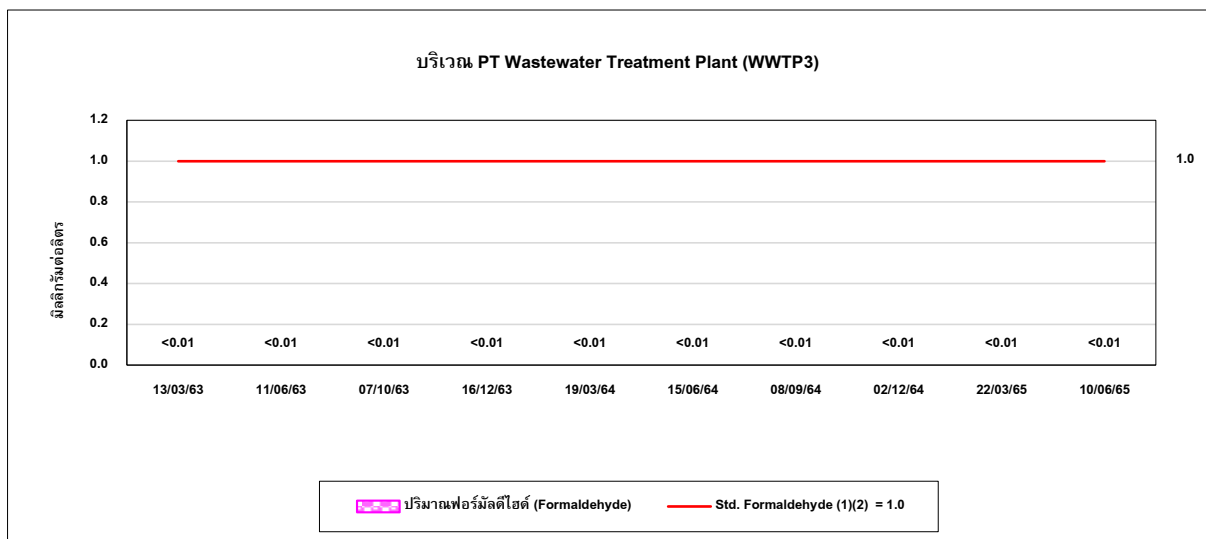 บริเวณ PT Wastewater Treatment Plant (WWTP3)
1.2
1.0
0.8
0.6
0.4
0.2
0.0
มิลลิกรัมต่อลิตร
1.0
<0.01 <0.01 <0.01 <0.01 <0.01 <0.01 <0.01 <0.01 <0.01 <0.01
13/03/63 11/06/63 07/10/63 16/12/63 19/03/64 15/06/64 08/09/64 02/12/64 22/03/65 10/06/65
ปริมาณฟอร์มัลดีไฮด์ (Formaldehyde) Std. Formaldehyde (1)(2) = 1.0